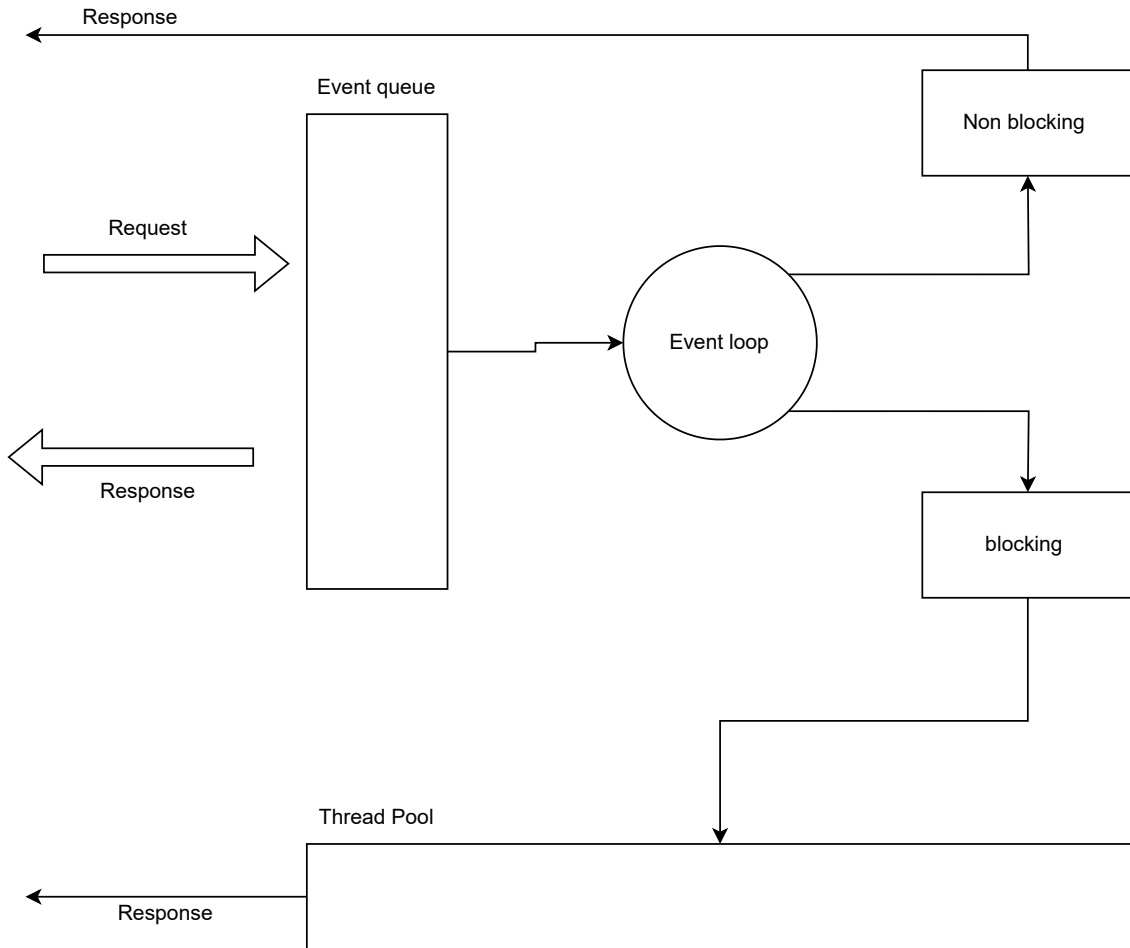 Response
Event queue
Non blocking
Request
Event loop
Response
blocking
Thread Pool
Response